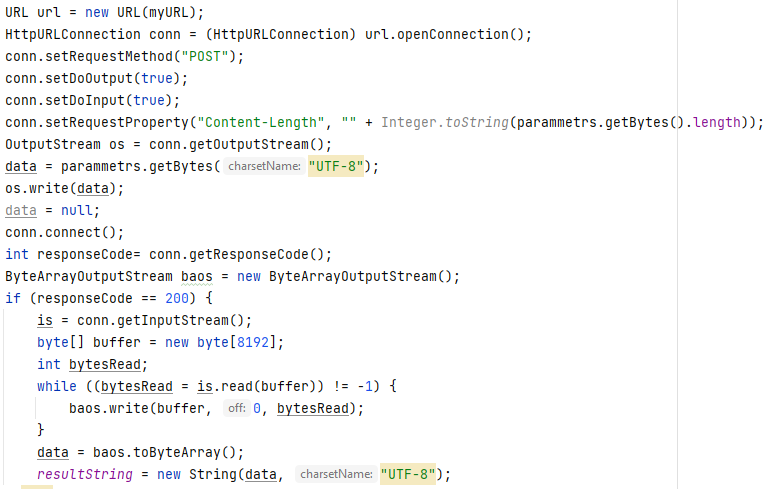 URL url = new URL(myURL);
HttpURLConnection conn = (HttpURLConnection) url.openConnection();
conn.setRequestMethod("POST");
conn.setDoOutput(true);
conn.setDoInput(true);
conn.setRequestProperty("Content-Length", "" + Integer.toString(parammetrs.getBytes().length));
OutputStream os = conn.getOutputStream();
data = parammetrs.getBytes( charsetName: "UTF-8");
os.write(data);
data = null;
conn.connect();
int responseCode= conn.getResponseCode();
ByteArrayOutputStream baos = new ByteArrayOutputStream();
if (responseCode == 200) {
    is = conn.getInputStream();
    byte[] buffer = new byte[8192];
    int bytesRead;
    while ((bytesRead = is.read(buffer)) != -1) {
        baos.write(buffer, off: 0, bytesRead);
    }
    data = baos.toByteArray();
    resultString = new String(data, charsetName: "UTF-8");